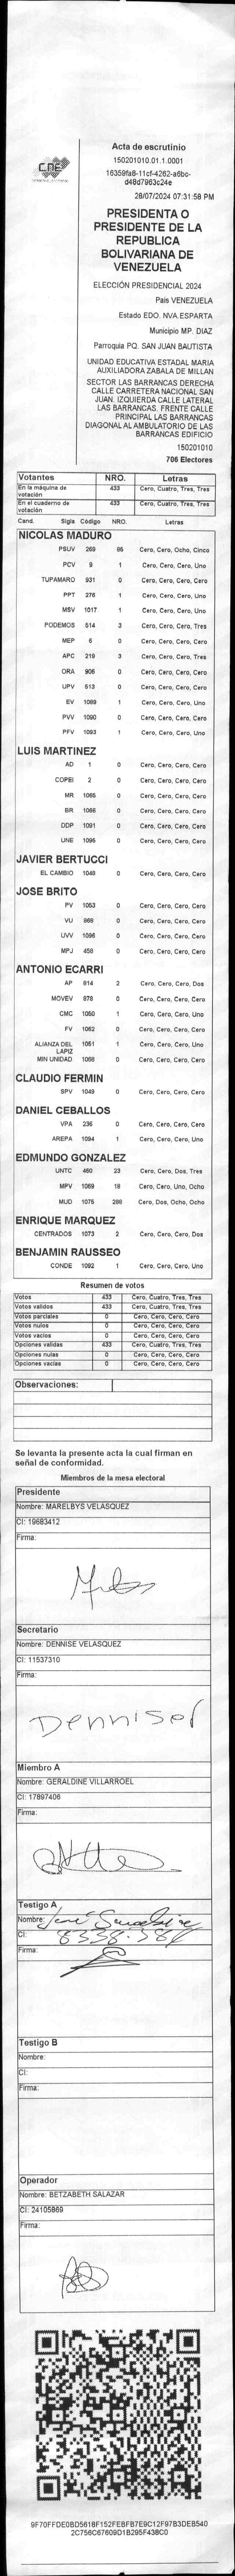 CNE
Acta de escrutinio
150201010.01.1.0001
16359fa8-11cf-4262-a6bc-
d48d7963c24e
28/07/2024 07:31:58 PM
PRESIDENTA O
PRESIDENTE DE LA
REPUBLICA
BOLIVARIANA DE
VENEZUELA
ELECCIÓN PRESIDENCIAL 2024
Pais VENEZUELA
Estado EDO. NVA.ESPARTA
Municipio MP. DIAZ
Parroquia PQ. SAN JUAN BAUTISTA
UNIDAD EDUCATIVA ESTADAL MARIA
AUXILIADORA ZABALA DE MILLAN
SECTOR LAS BARRANCAS DERECHA
CALLE CARRETERA NACIONAL SAN
JUAN. IZQUIERDA CALLE LATERAL
LAS BARRANCAS. FRENTE CALLE
PRINCIPAL LAS BARRANCAS
DIAGONAL AL AMBULATORIO DE LAS
BARRANCAS EDIFICIO
150201010
706 Electores
Votantes NRO. Letras
En la máquina de votación 433 Cero, Cuatro, Tres, Tres
En el cuaderno de votación 433 Cero, Cuatro, Tres, Tres
Cand. Sigla Código NRO. Letras
NICOLAS MADURO
PSUV 269 Cero, Cero, Ocho, Cinco
PCV 9 1 Cero, Cero, Cero, Uno
TUPAMARO 931 0 Cero, Cero, Cero, Cero
PPT 276 1 Cero, Cero, Cero, Uno
MSV 1017 1 Cero, Cero, Cero, Uno
PODEMOS 514 3 Cero, Cero, Cero, Tres
MEP 6 0 Cero, Cero, Cero, Cero
APC 219 3 Cero, Cero, Cero, Tres
ORA 906 0 Cero, Cero, Cero, Cero
UPV 513 0 Cero, Cero, Cero, Cero
EV 1089 1 Cero, Cero, Cero, Uno
PVV 1090 0 Cero, Cero, Cero, Cero
PFV 1093 1 Cero, Cero, Cero, Uno
LUIS MARTINEZ
AD 1 0 Cero, Cero, Cero, Cero
COPEI 2 0 Cero, Cero, Cero, Cero
MR 1065 0 Cero, Cero, Cero, Cero
BR 1066 0 Cero, Cero, Cero, Cero
DDP 1091 0 Cero, Cero, Cero, Cero
UNE 1095 0 Cero, Cero, Cero, Cero
JAVIER BERTUCCI
EL CAMBIO 1048 0 Cero, Cero, Cero, Cero
JOSE BRITO
PV 1053 0 Cero, Cero, Cero, Cero
VU 868 0 Cero, Cero, Cero, Cero
UVV 1096 0 Cero, Cero, Cero, Cero
MPJ 458 0 Cero, Cero, Cero, Cero
ANTONIO ECARRI
AP 814 2 Cero, Cero, Cero, Dos
MOVEV 878 0 Cero, Cero, Cero, Cero
CMC 1050 1 Cero, Cero, Cero, Uno
FV 1062 0 Cero, Cero, Cero, Cero
ALIANZA DEL LAPIZ 1051 1 Cero, Cero, Cero, Uno
MIN UNIDAD 1068 0 Cero, Cero, Cero, Cero
CLAUDIO FERMIN
SPV 1049 0 Cero, Cero, Cero, Cero
DANIEL CEBALLOS
VPA 236 0 Cero, Cero, Cero, Cero
AREPA 1094 1 Cero, Cero, Cero, Uno
EDMUNDO GONZALEZ
UNTC 460 23 Cero, Cero, Dos, Tres
MPV 1069 18 Cero, Cero, Uno, Ocho
MUD 1075 288 Cero, Dos, Ocho, Ocho
ENRIQUE MARQUEZ
CENTRADOS 1073 2 Cero, Cero, Cero, Dos
BENJAMIN RAUSSEO
CONDE 1092 1 Cero, Cero, Cero, Uno
Resumen de votos
Votos 433 Cero, Cuatro, Tres, Tres
Votos validos 433 Cero, Cuatro, Tres, Tres
Votos parciales 0 Cero, Cero, Cero, Cero
Votos nulos 0 Cero, Cero, Cero, Cero
Votos vacios 0 Cero, Cero, Cero, Cero
Opciones validas 433 Cero, Cuatro, Tres, Tres
Opciones nulas 0 Cero, Cero, Cero, Cero
Opciones vacias 0 Cero, Cero, Cero, Cero
Observaciones:
Se levanta la presente acta la cual firman en
señal de conformidad.
Miembros de la mesa electoral
Presidente
Nombre: MARELBYS VELASQUEZ
CI: 19683412
Firma:
Secretario
Nombre: DENNISE VELASQUEZ
CI: 11537310
Firma:
Miembro A
Nombre: GERALDINE VILLARROEL
CI: 17897406
Firma:
Testigo A
Nombre: José
CI: 8338.386
Firma:
Testigo B
Nombre:
CI:
Firma:
Operador
Nombre: BETZABETH SALAZAR
CI: 24105869
Firma:
9F70FFDE0BD5618F152FEBFB7E9C12F97B3DEB540
2C756C67609D1B295F438C0